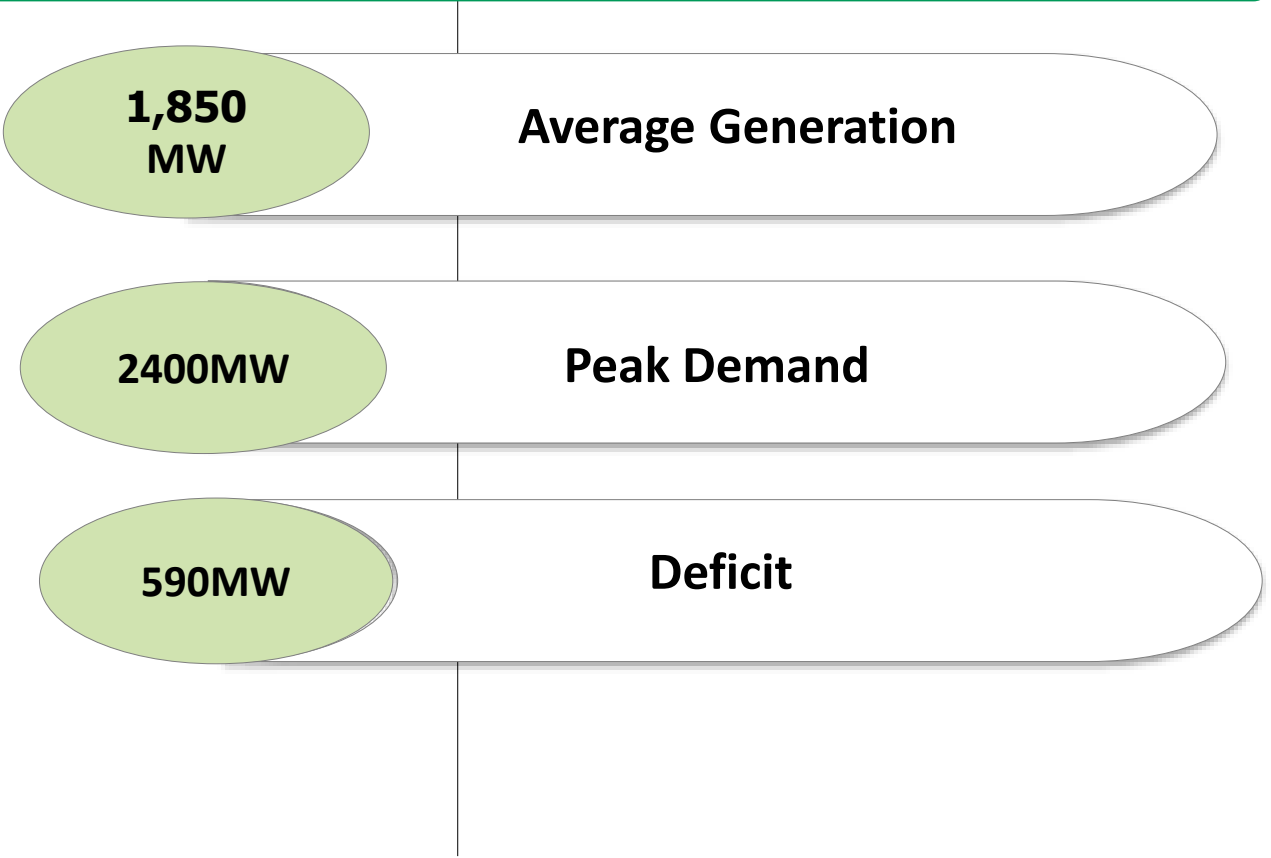 1,850
MW
Average Generation
2400MW
Peak Demand
590MW
Deficit